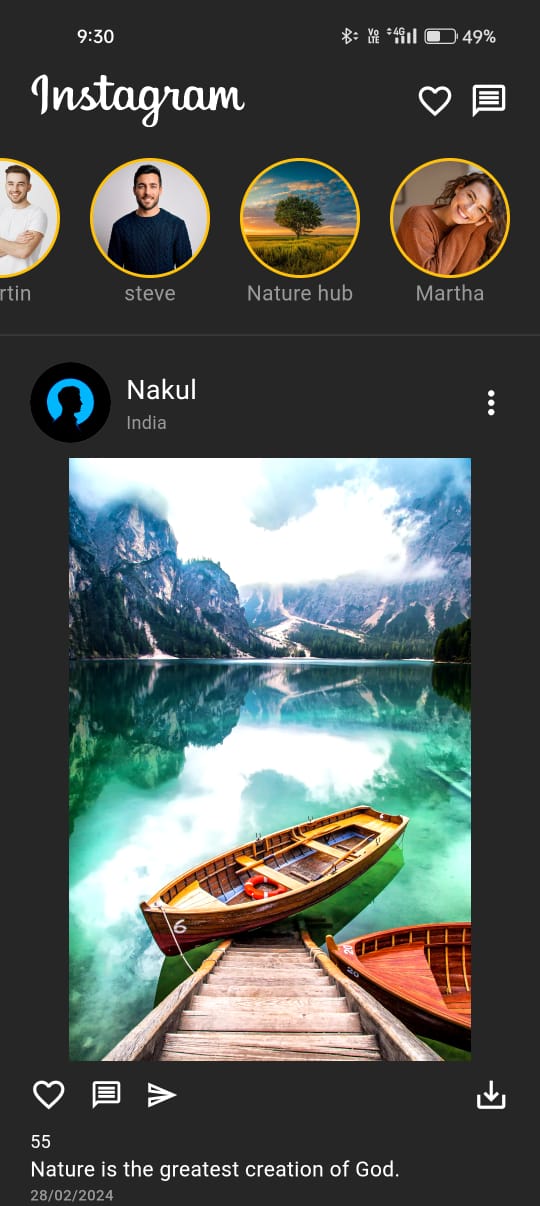 9:30
Vo
LTE
4G
49%
Instagram
rtin
steve
Nature hub
Martha
Nakul
India
6
20
20
55
Nature is the greatest creation of God.
28/02/2024